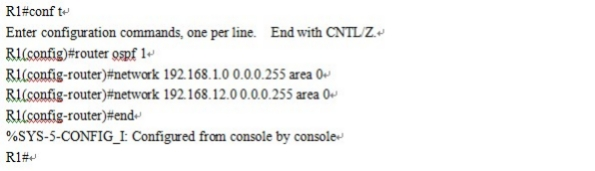 R1#conf t↵
Enter configuration commands, one per line.    End with CNTL/Z.↵
R1(config)#router ospf 1↵
R1(config-router)#network 192.168.1.0 0.0.0.255 area 0↵
R1(config-router)#network 192.168.12.0 0.0.0.255 area 0↵
R1(config-router)#end↵
%SYS-5-CONFIG_I: Configured from console by console↵
R1#↵